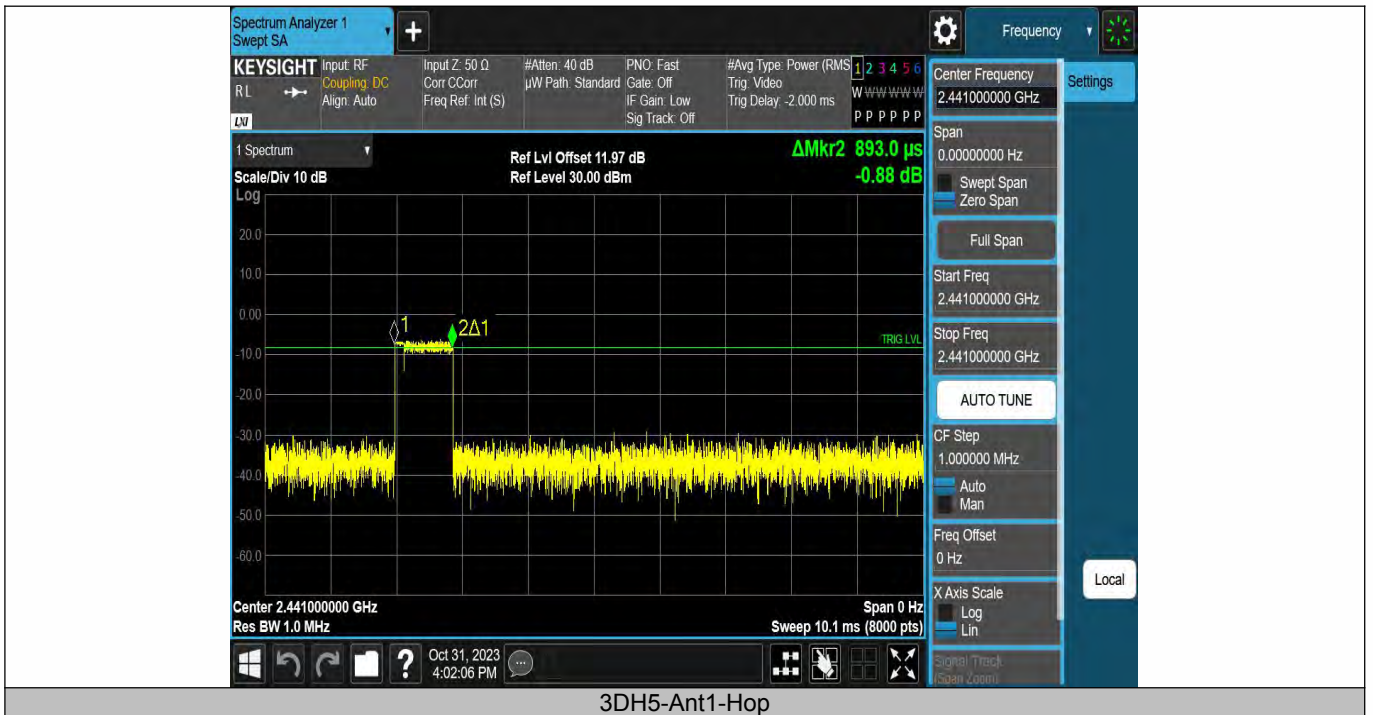 Spectrum Analyzer 1
Swept SA
+
Frequency
KEYSIGHT
RL
LXI
Input: RF
Coupling: DC
Align: Auto
Input Z: 50 Ω
Corr CCorr
Freq Ref: Int (S)
#Atten: 40 dB
µW Path: Standard
PNO: Fast
Gate: Off
IF Gain: Low
Sig Track: Off
#Avg Type: Power (RMS
Trig: Video
Trig Delay: -2.000 ms
1 2 3 4 5 6
W W W W W W
P P P P P P
1 Spectrum
Scale/Div 10 dB
Log
Ref Lvl Offset 11.97 dB
Ref Level 30.00 dBm
ΔMkr2 893.0 µs
-0.88 dB
20.0
10.0
0.00
-10.0
-20.0
-30.0
-40.0
-50.0
-60.0
1
2Δ1
TRIG LVL
Center 2.441000000 GHz
Res BW 1.0 MHz
Span 0 Hz
Sweep 10.1 ms (8000 pts)
Center Frequency
2.441000000 GHz
Settings
Span
0.00000000 Hz
Swept Span
Zero Span
Full Span
Start Freq
2.441000000 GHz
Stop Freq
2.441000000 GHz
AUTO TUNE
CF Step
1.000000 MHz
Auto
Man
Freq Offset
0 Hz
X Axis Scale
Log
Lin
Signal Track
(Span Zoom)
Local
?
Oct 31, 2023
4:02:06 PM
3DH5-Ant1-Hop